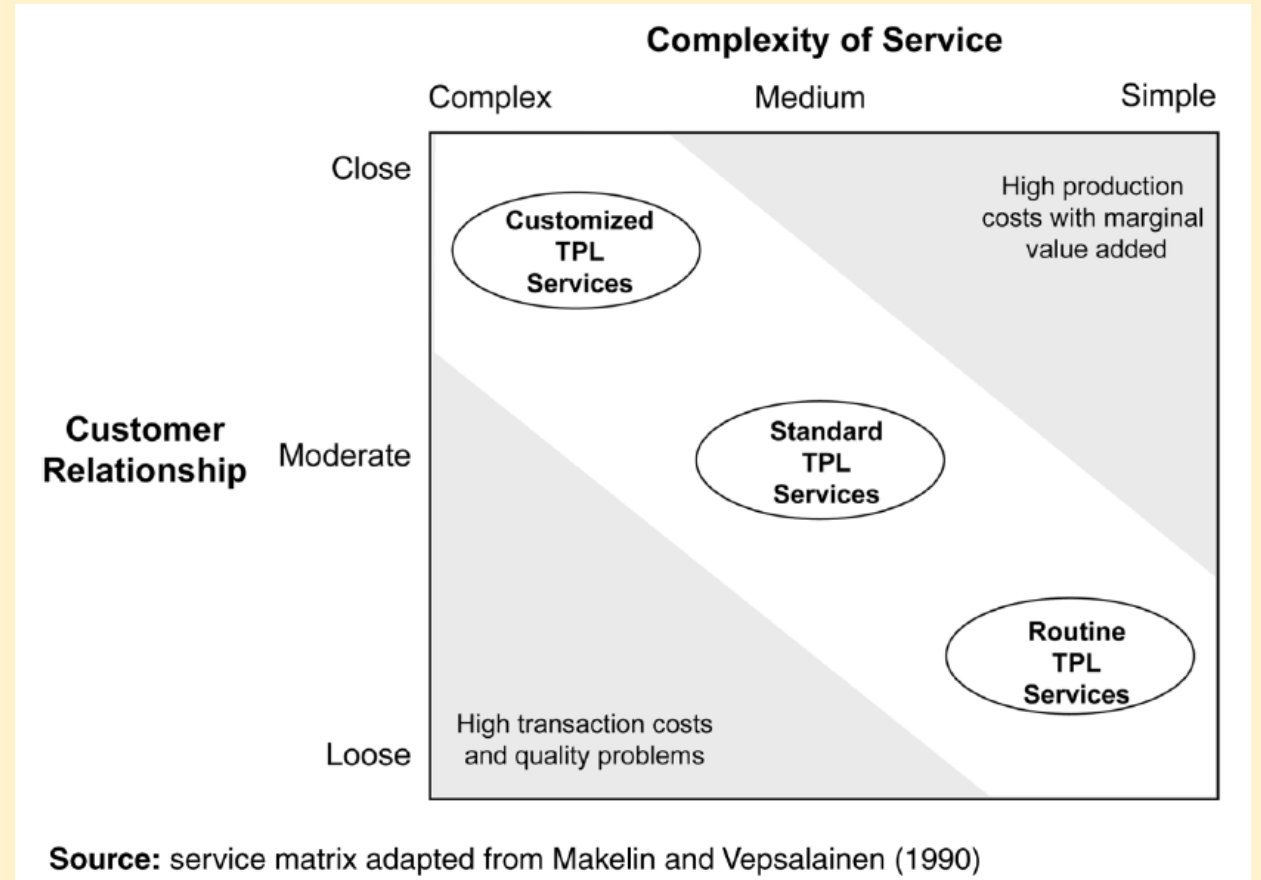 Complexity of Service
Complex Medium Simple
Close
High production
costs with marginal
value added
Customized
TPL
Services
Customer
Relationship
Moderate
Standard
TPL
Services
Routine
TPL
Services
High transaction costs
and quality problems
Loose
Source: service matrix adapted from Makelin and Vepsalainen (1990)